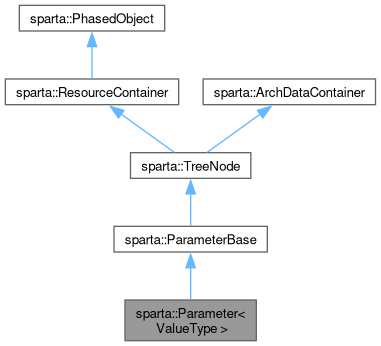 sparta::PhasedObject
sparta::ResourceContainer
sparta::ArchDataContainer
sparta::TreeNode
sparta::ParameterBase
sparta::Parameter<
ValueType >